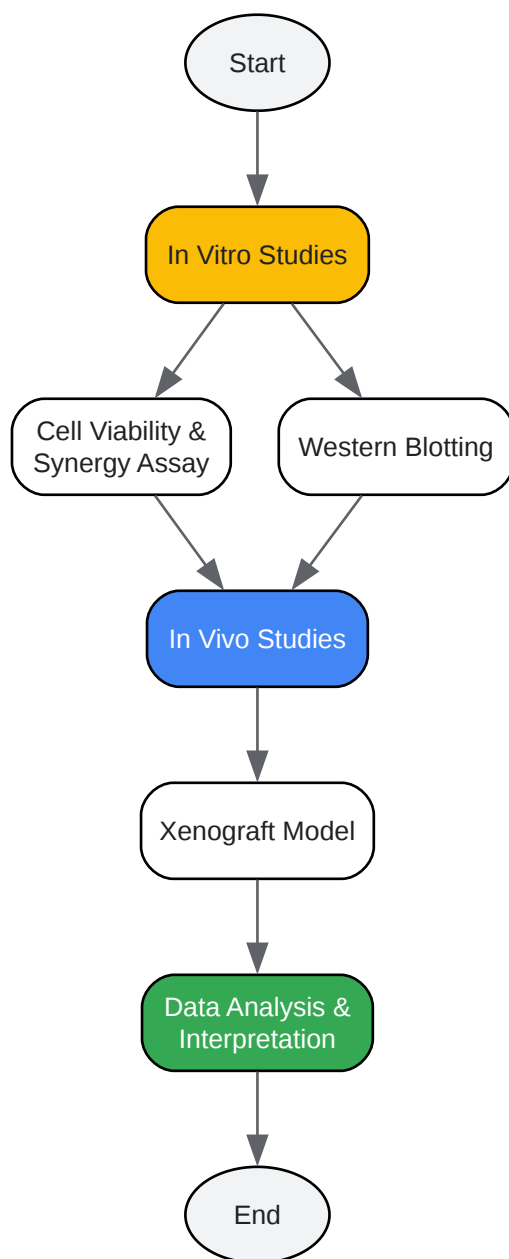 Start
In Vitro Studies
Cell Viability &
Synergy Assay
Western Blotting
In Vivo Studies
Xenograft Model
Data Analysis &
Interpretation
End